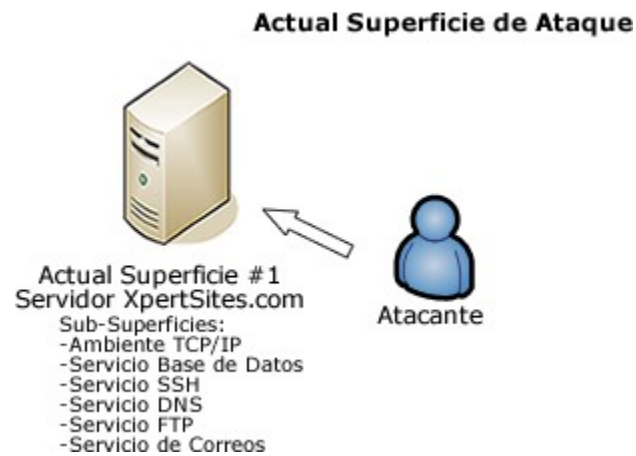 Actual Superficie de Ataque
Actual Superficie #1
Servidor XpertSites.com
Sub-Superficies:
-Ambiente TCP/IP
-Servicio Base de Datos
-Servicio SSH
-Servicio DNS
-Servicio FTP
-Servicio de Correos
Atacante